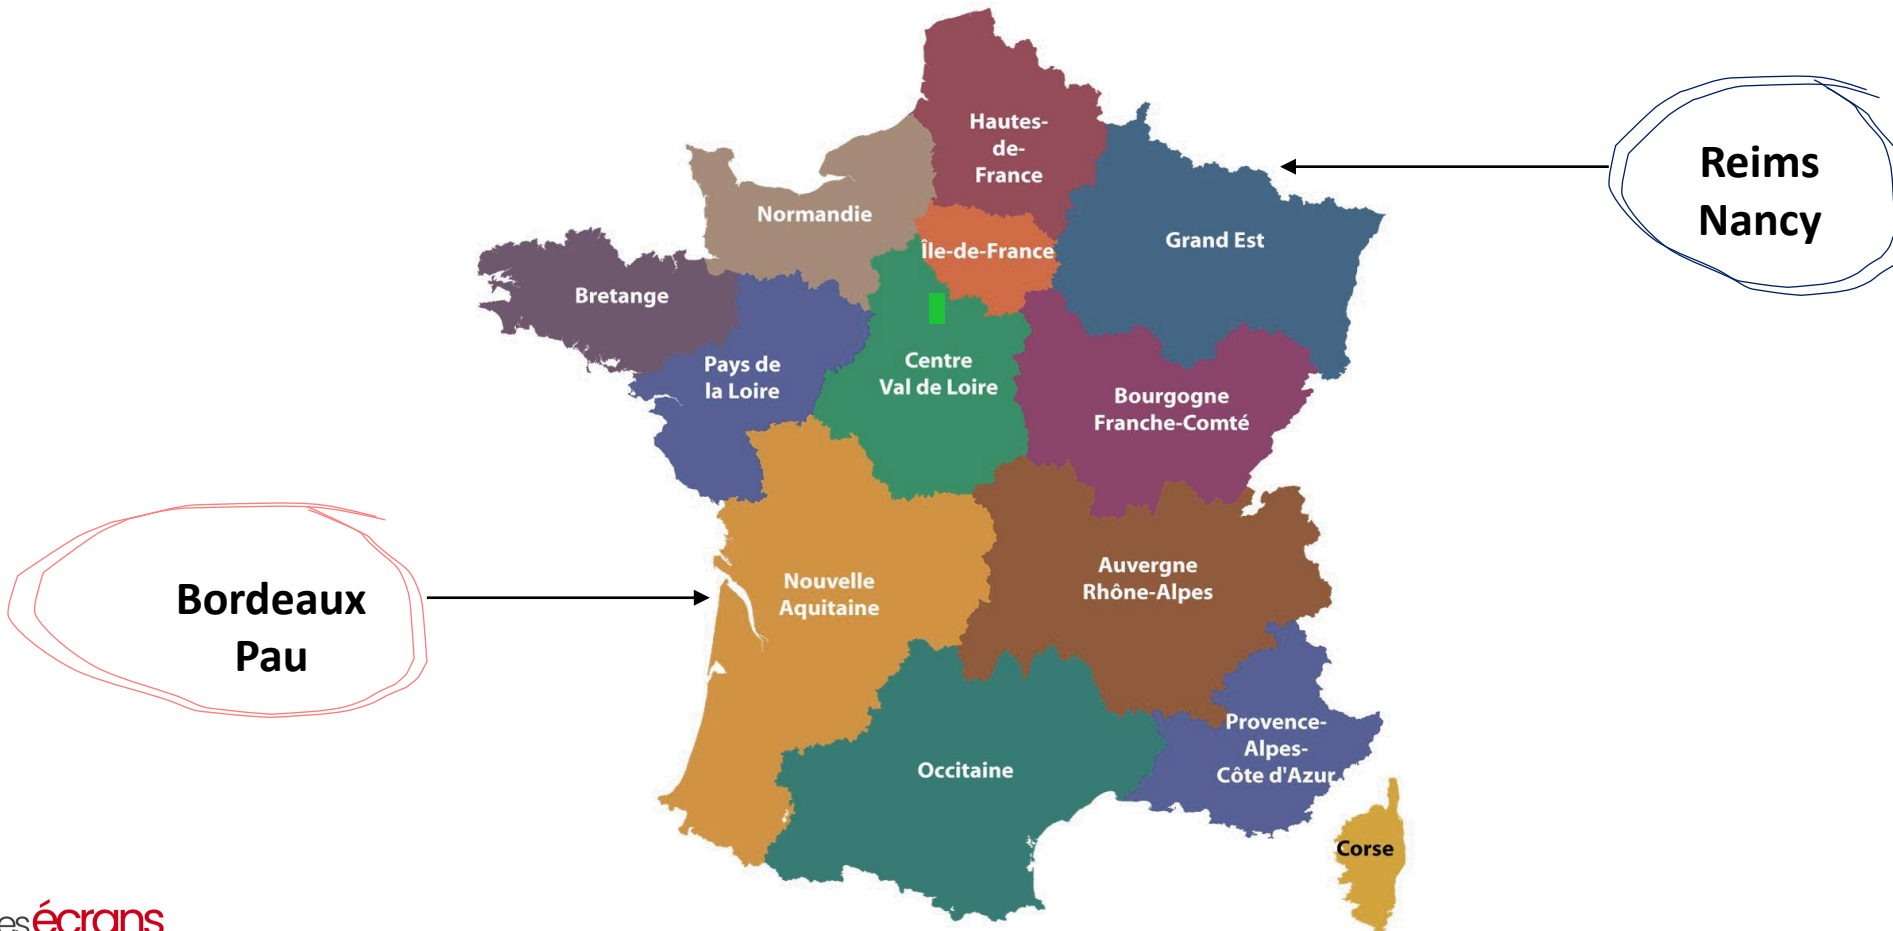 Hautes-
de-
France
Reims
Nancy
Normandie
Île-de-France
Grand Est
Bretange
Pays de
la Loire
Centre
Val de Loire
Bourgogne
Franche-Comté
Bordeaux
Pau
Nouvelle
Aquitaine
Auvergne
Rhône-Alpes
Provence-
Alpes-
Côte d'Azur
Occitaine
Corse
es écrans